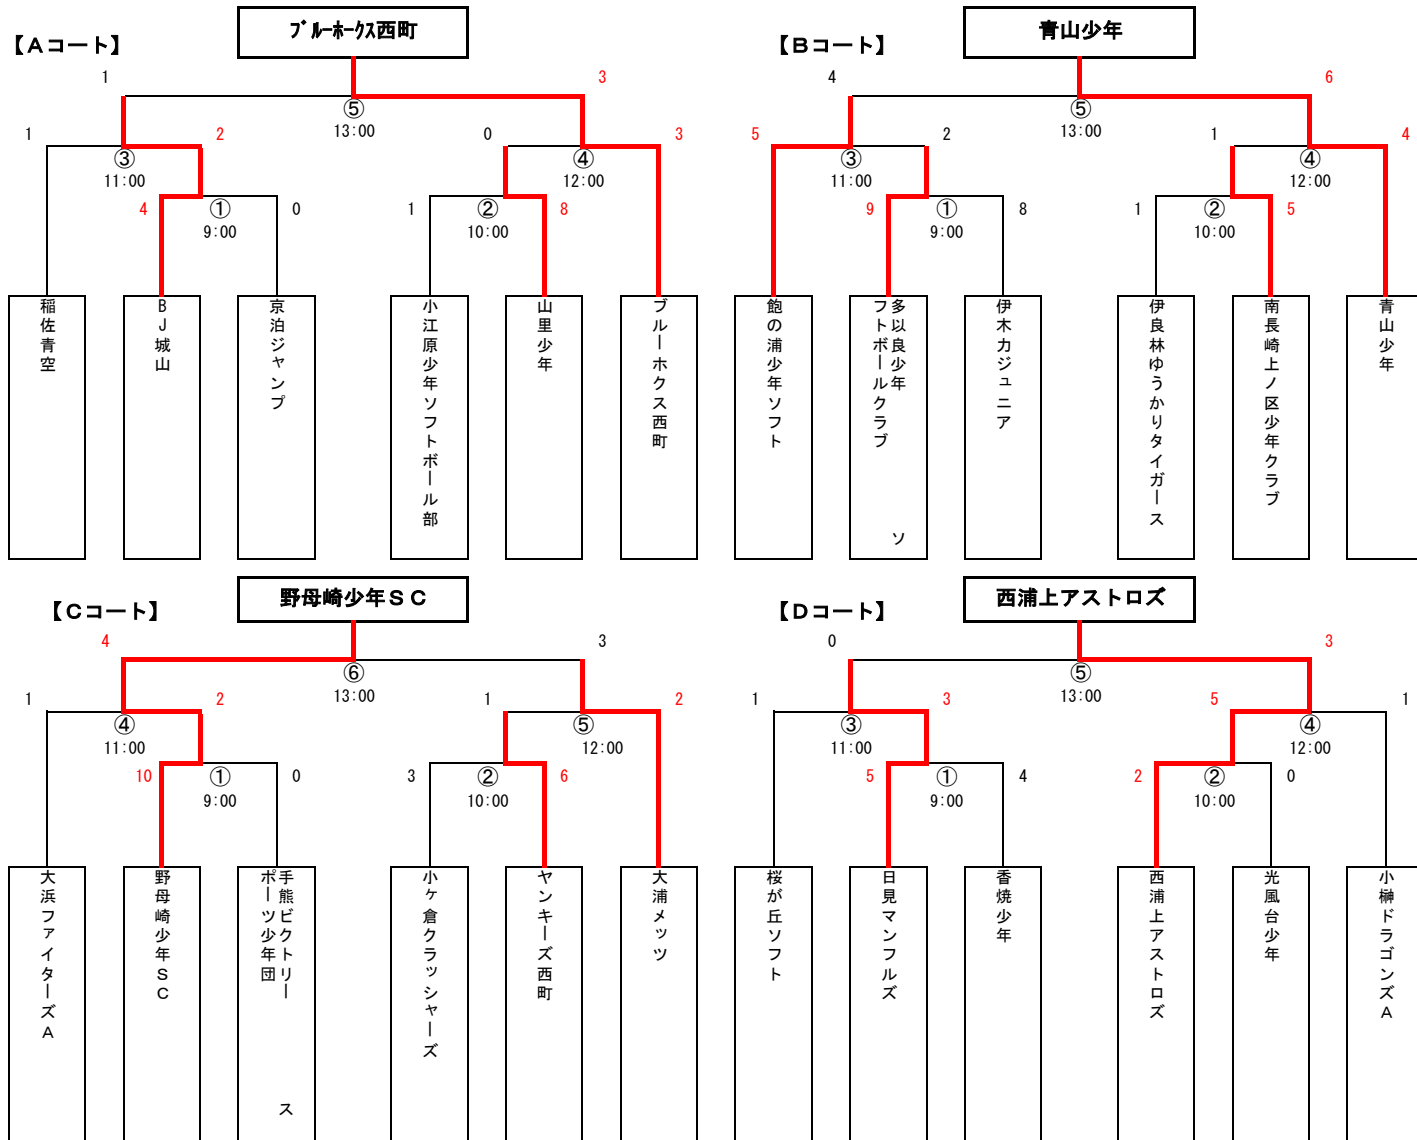 【Aコート】
ブルーホークス西町
1
3
⑤
13:00
1
2
0
3
③
11:00
④
12:00
4
①
0
9:00
1
②
8
10:00
稲佐青空
BJ城山
京泊ジャンプ
小江原少年ソフトボール部
山里少年
ブルーホクス西町
【Bコート】
青山少年
4
6
⑤
13:00
5
2
1
4
③
11:00
④
12:00
9
①
8
9:00
1
②
5
10:00
飽の浦少年ソフト
多以良少年 ソ
フトボールクラブ
伊木力ジュニア
伊良林ゆうかりタイガース
南長崎上ノ区少年クラブ
青山少年
【Cコート】
野母崎少年SC
4
3
⑥
13:00
1
2
1
2
④
11:00
⑤
12:00
10
①
0
9:00
3
②
6
10:00
大浜ファイターズA
野母崎少年SC
手熊ビクトリー ス
ポーツ少年団
小ケ倉クラッシャーズ
ヤンキーズ西町
大浦メッツ
【Dコート】
西浦上アストロズ
0
3
⑤
13:00
1
3
5
1
③
11:00
④
12:00
5
①
4
9:00
2
②
0
10:00
桜が丘ソフト
日見マンフルズ
香焼少年
西浦上アストロズ
光風台少年
小榊ドラゴンズA